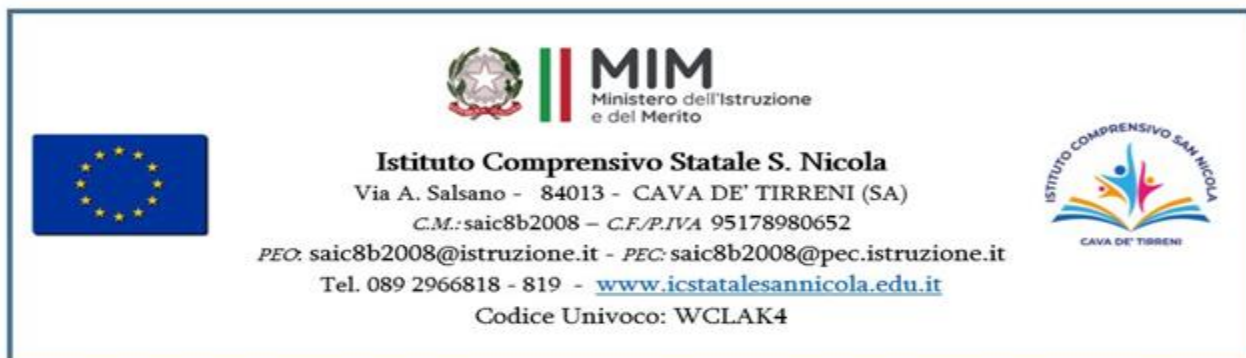 MIM
Ministero dell'Istruzione
e del Merito
Istituto Comprensivo Statale S. Nicola
Via A. Salsano - 84013 - CAVA DE' TIRRENI (SA)
C.M.: saic8b2008 – C.F./P.IVA 95178980652
PEO: saic8b2008@istruzione.it - PEC: saic8b2008@pec.istruzione.it
Tel. 089 2966818 - 819 - www.icstatalesannicola.edu.it
Codice Univoco: WCLAK4
ISTITUTO COMPRENSIVO SAN NICOLA
CAVA DE' TIRRENI